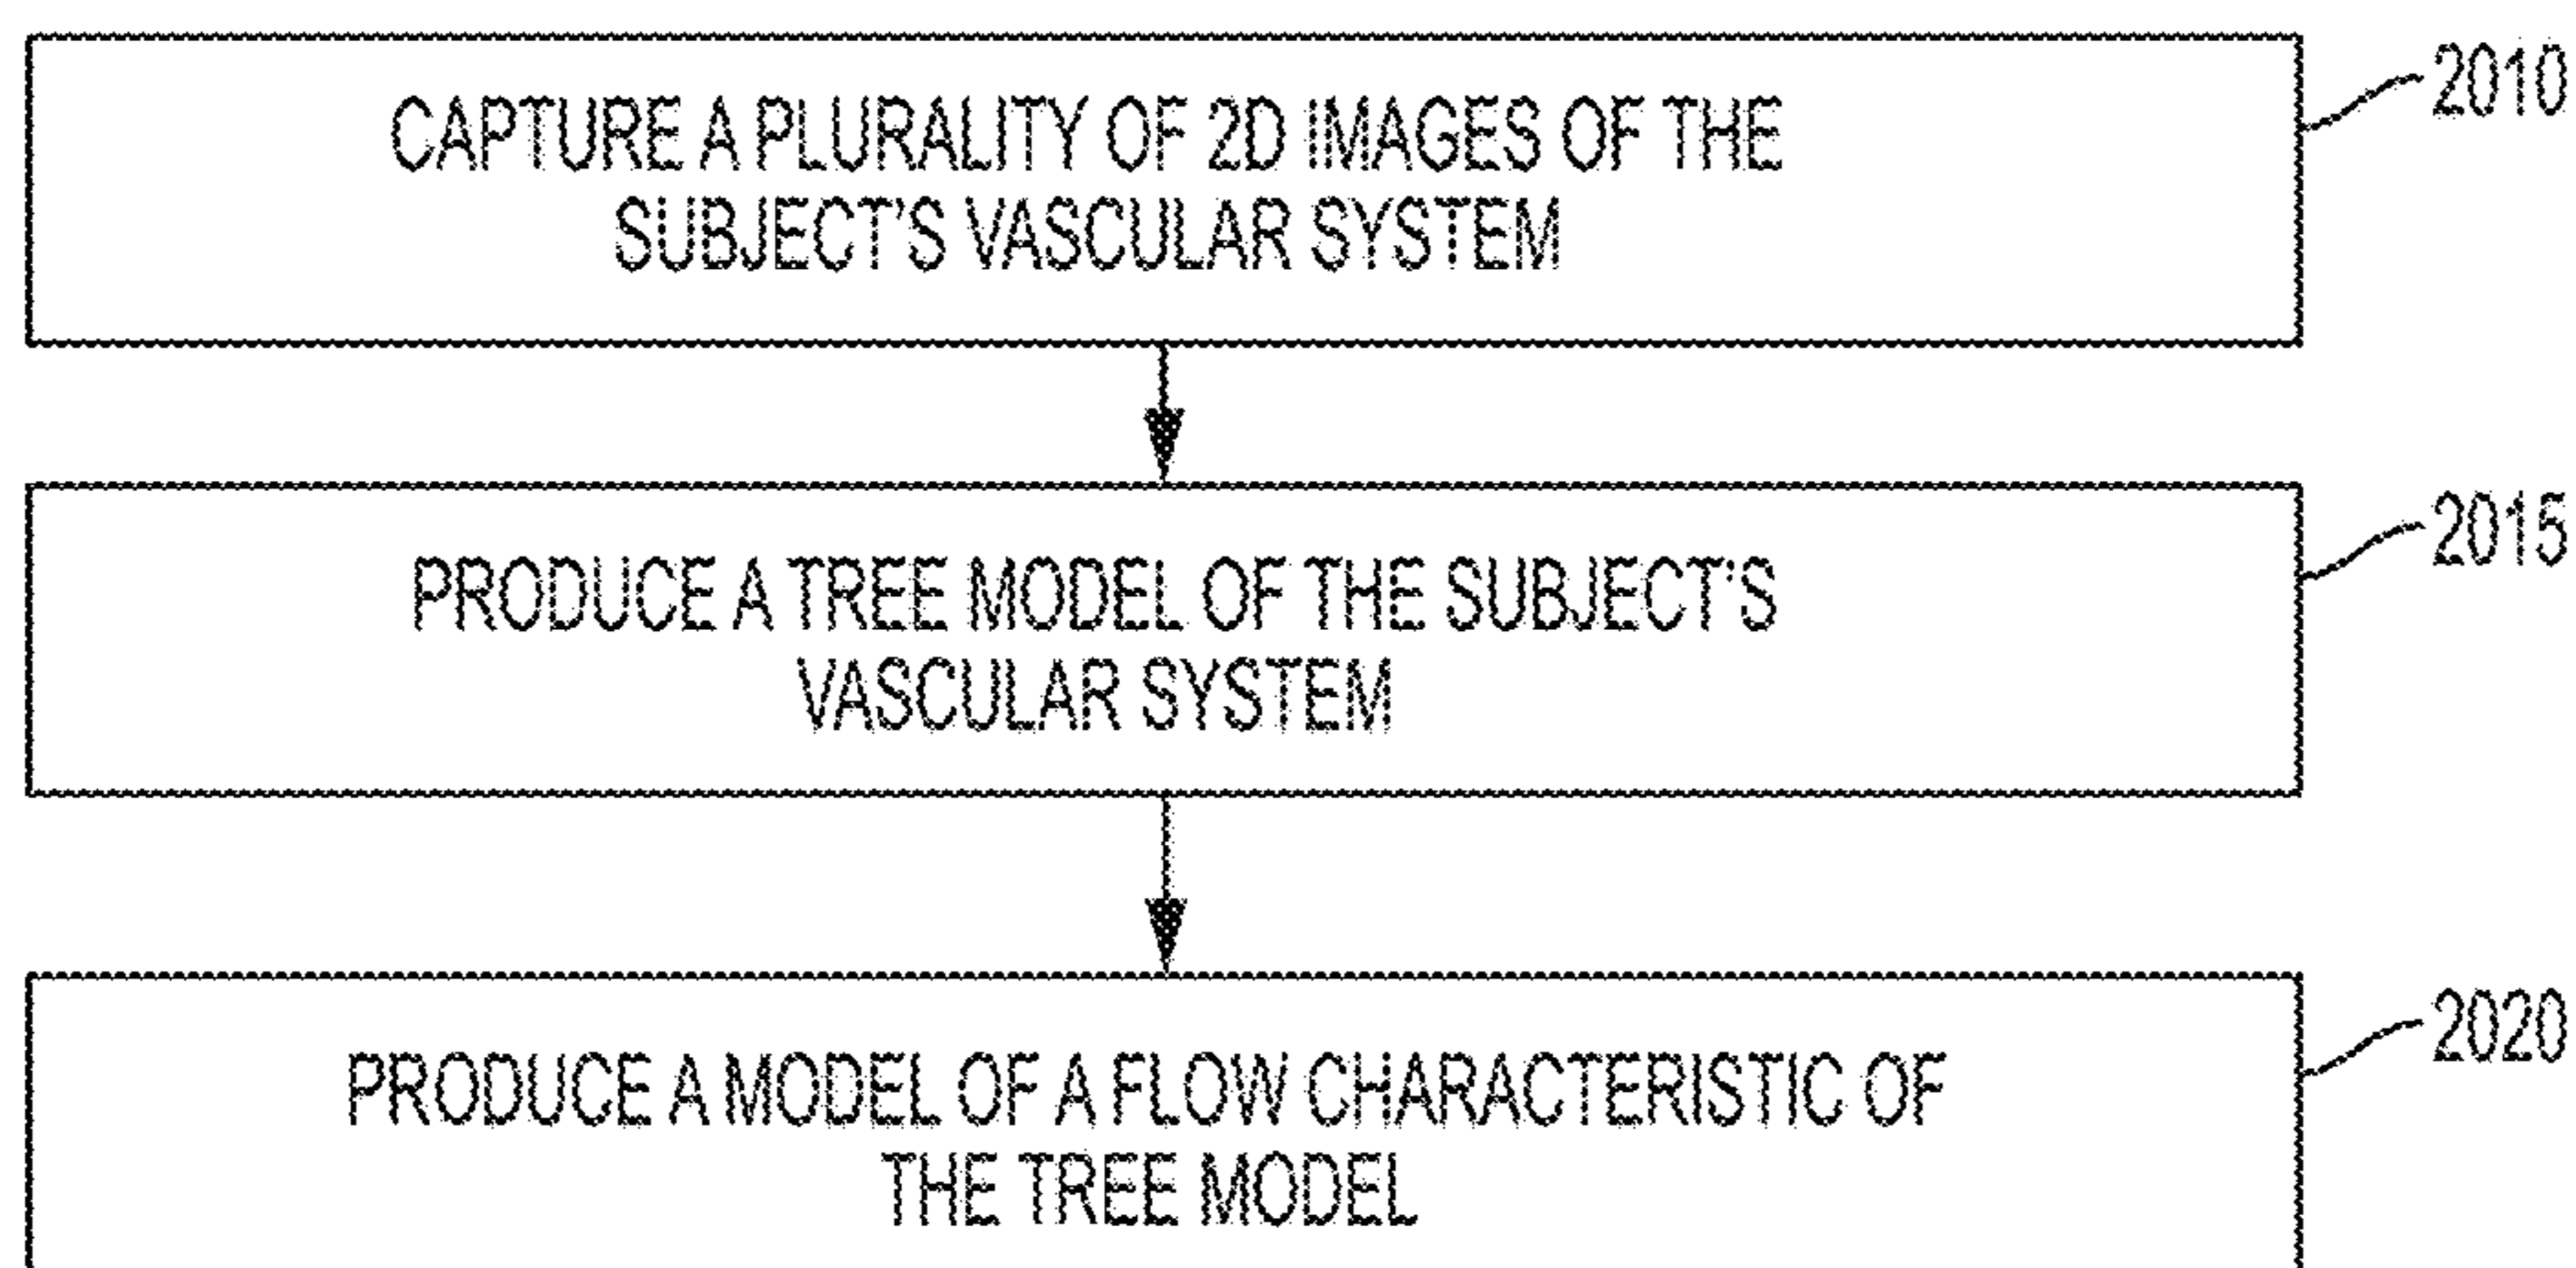 CAPTURE A PLURALITY OF 2D IMAGES OF THE
SUBJECT'S VASCULAR SYSTEM
2010
PRODUCE A TREE MODEL OF THE SUBJECT'S
VASCULAR SYSTEM
2015
PRODUCE A MODEL OF A FLOW CHARACTERISTIC OF
THE TREE MODEL
2020